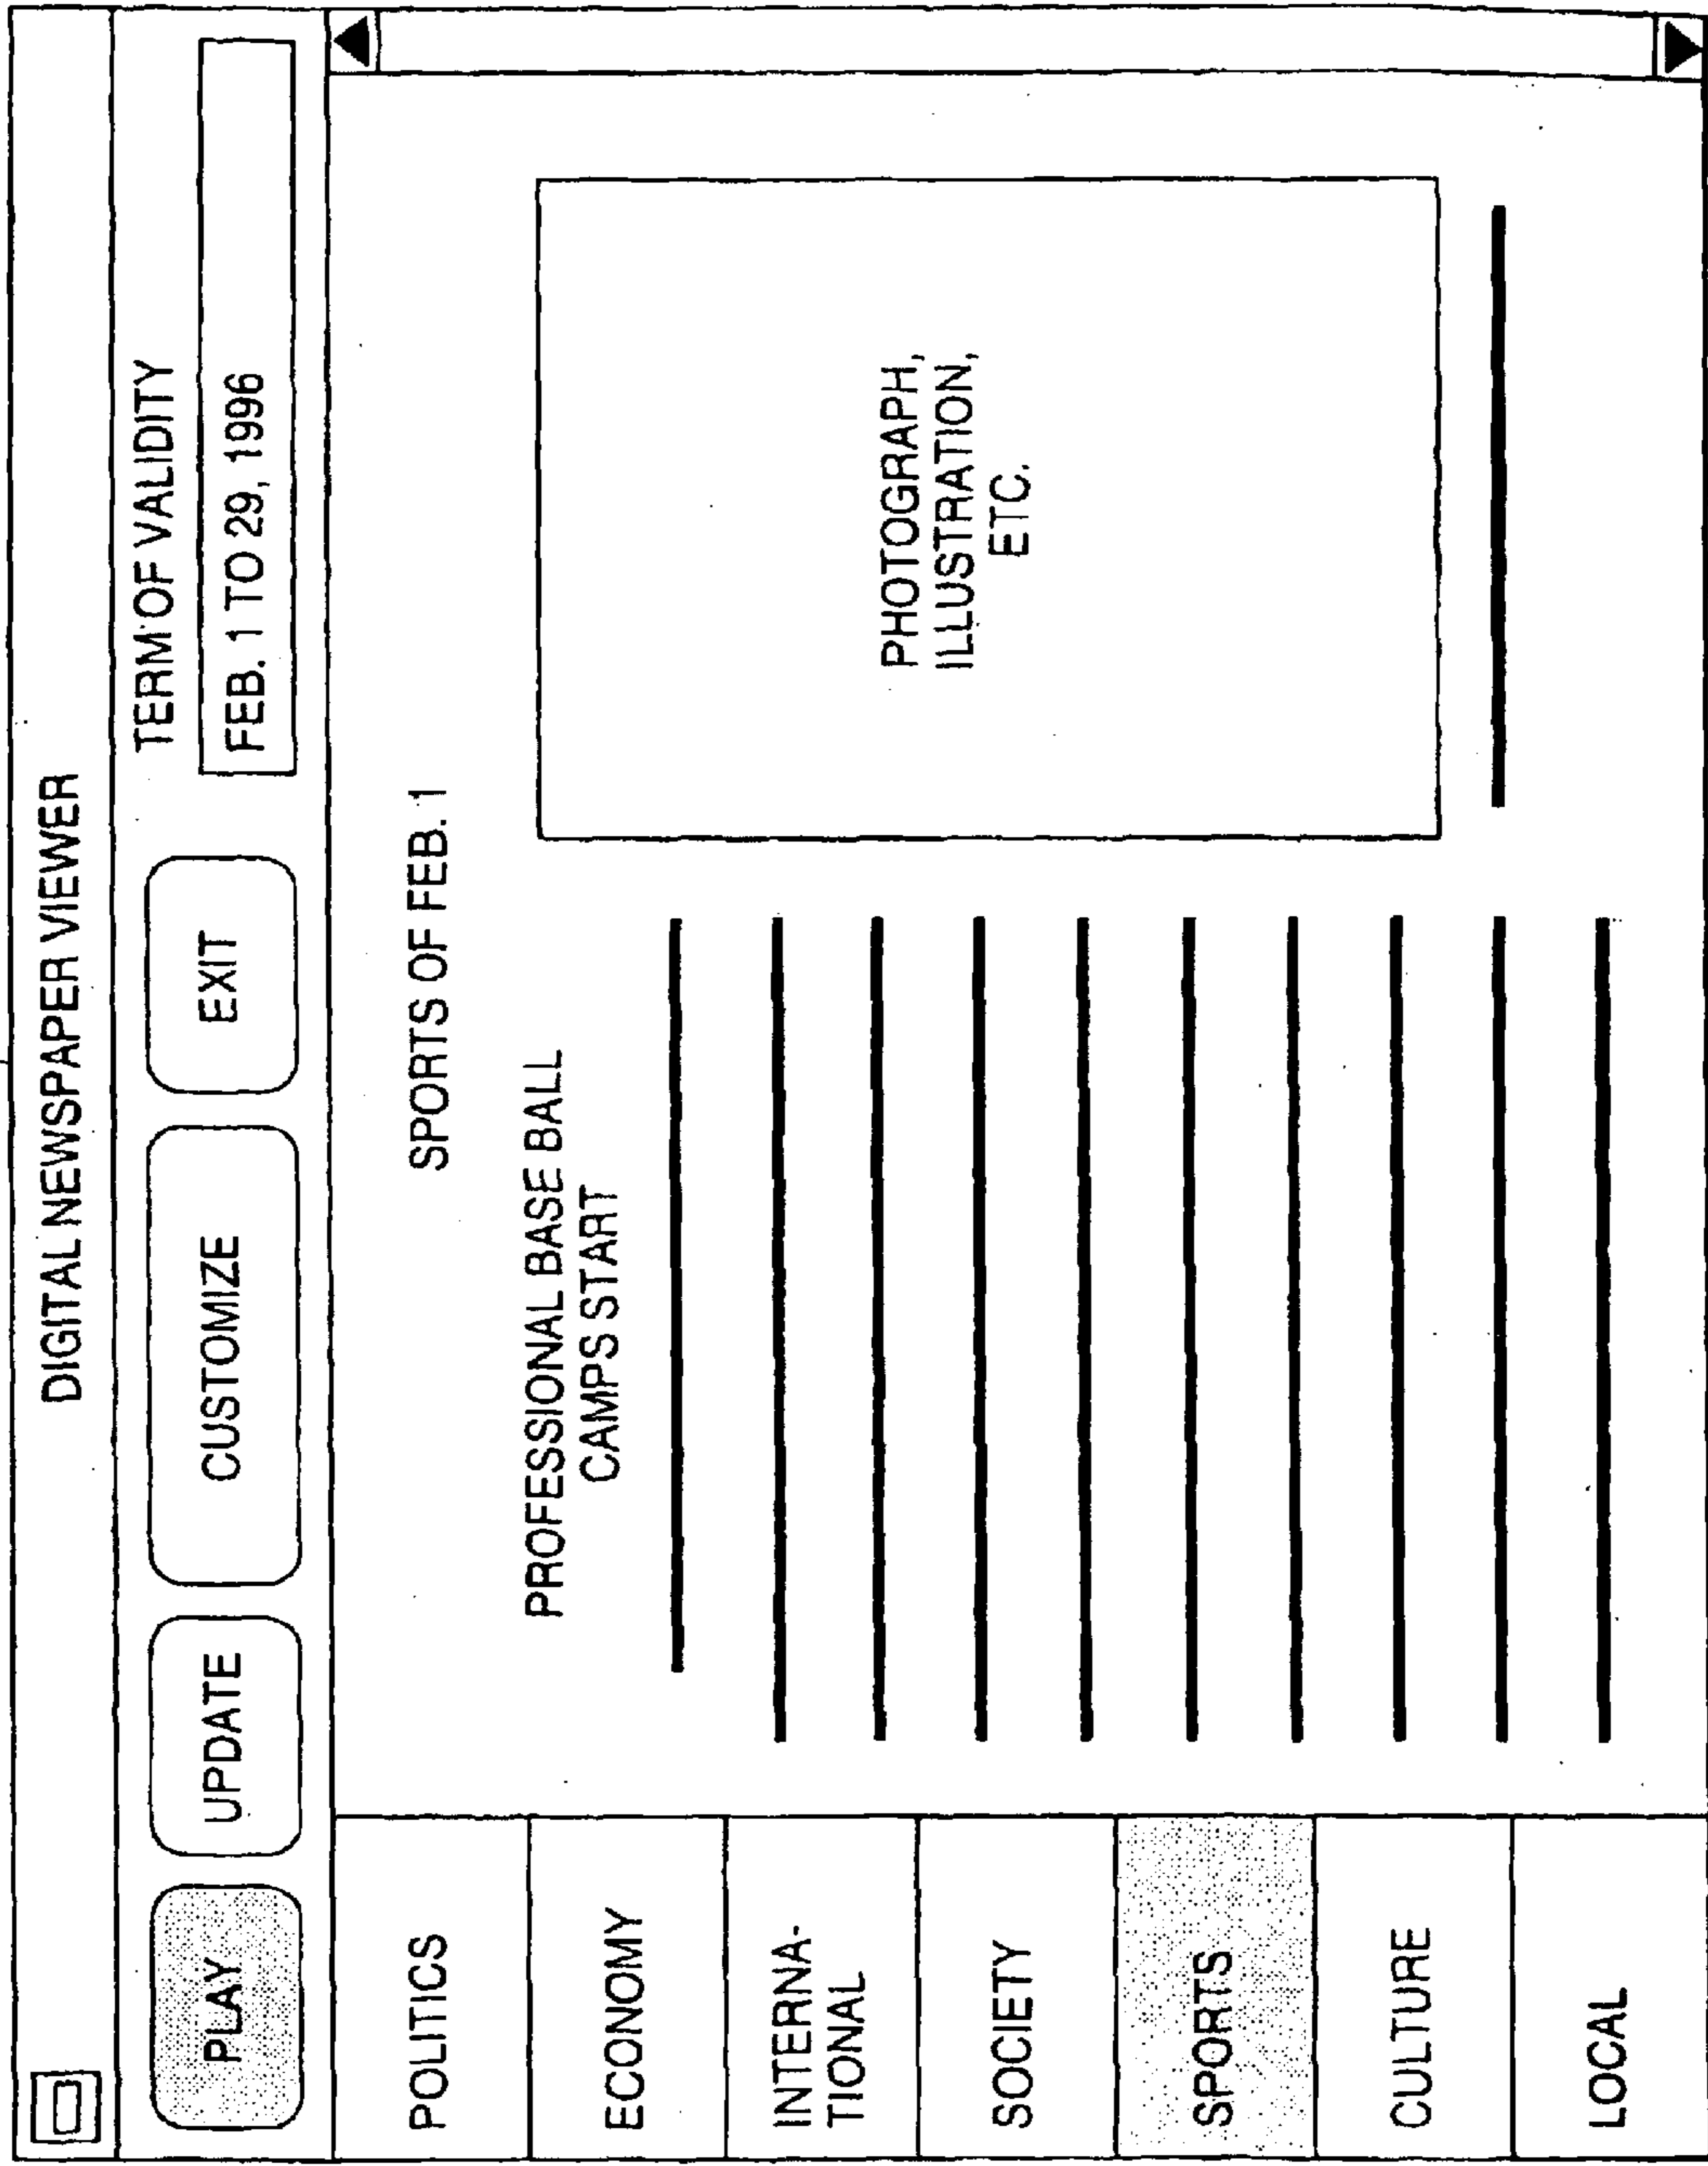 DIGITAL NEWSPAPER VIEWER
PLAY
UPDATE
CUSTOMIZE
EXIT
TERM OF VALIDITY
FEB. 1 TO 29, 1996
POLITICS
ECONOMY
INTERNA-
TIONAL
SOCIETY
SPORTS
CULTURE
LOCAL
SPORTS OF FEB. 1
PROFESSIONAL BASE BALL
CAMPS START
PHOTOGRAPH,
ILLUSTRATION,
ETC.